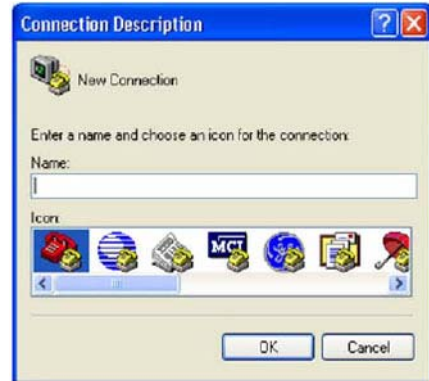 Connection Description
New Connection
Enter a name and choose an icon for the connection:
Name:
Icon:
MCI
OK
Cancel